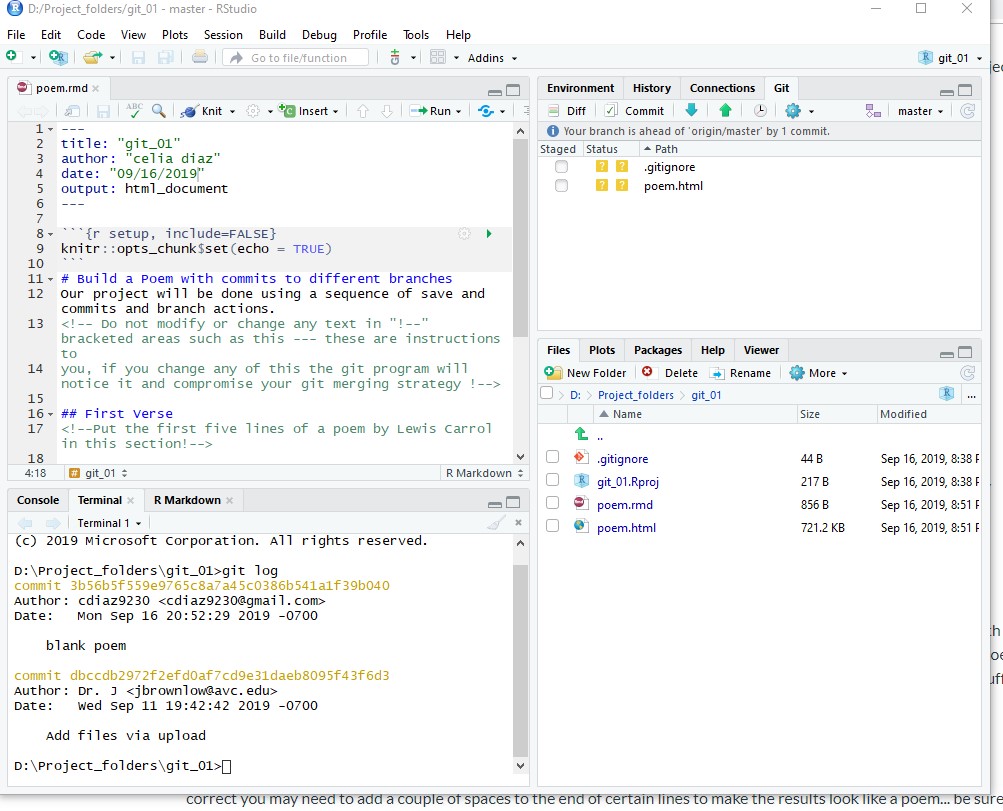 D:/Project_folders/git_01 - master - RStudio
File Edit Code View Plots Session Build Debug Profile Tools Help
Go to file/function Addins git_01
poem.rmd
Knit Insert Run
1 ---
2 title: "git_01"
3 author: "celia diaz"
4 date: "09/16/2019"
5 output: html_document
6 ---
7
8 ```{r setup, include=FALSE}
9 knitr::opts_chunk$set(echo = TRUE)
10 ```
11 # Build a Poem with commits to different branches
12 Our project will be done using a sequence of save and
commits and branch actions.
13 <!-- Do not modify or change any text in "!--"
bracketed areas such as this --- these are instructions
to
14 you, if you change any of this the git program will
notice it and compromise your git merging strategy !-->
15
16 ## First Verse
17 <!--Put the first five lines of a poem by Lewis Carrol
in this section!-->
18
4:18 git_01 R Markdown
Console Terminal R Markdown
Terminal 1
(c) 2019 Microsoft Corporation. All rights reserved.
D:\Project_folders\git_01>git log
commit 3b56b5f559e9765c8a7a45c0386b541a1f39b040
Author: cdiaz9230 <cdiaz9230@gmail.com>
Date: Mon Sep 16 20:52:29 2019 -0700
blank poem
commit dbccdb2972f2efd0af7cd9e31daeb8095f43f6d3
Author: Dr. J <jbrownlow@avc.edu>
Date: Wed Sep 11 19:42:42 2019 -0700
Add files via upload
D:\Project_folders\git_01>
Environment History Connections Git
Diff Commit master
Your branch is ahead of 'origin/master' by 1 commit.
Staged Status Path
? ? .gitignore
? ? poem.html
Files Plots Packages Help Viewer
New Folder Delete Rename More
D: Project_folders git_01 ...
Name Size Modified
..
.gitignore 44 B Sep 16, 2019, 8:38 P
git_01.Rproj 217 B Sep 16, 2019, 8:38 P
poem.rmd 856 B Sep 16, 2019, 8:51 P
poem.html 721.2 KB Sep 16, 2019, 8:51 P
correct you may need to add a couple of spaces to the end of certain lines to make the results look like a poem... be sure